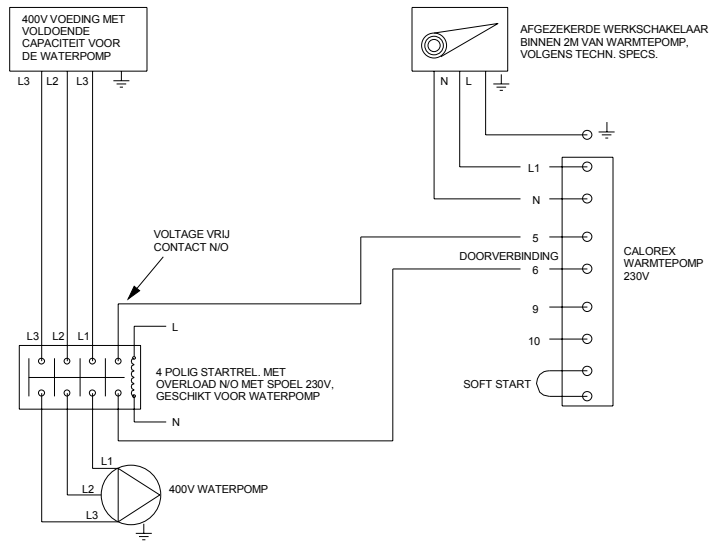 400V VOEDING MET
VOLDOENDE
CAPACITEIT VOOR
DE WATERPOMP
L3 L2 L3
AFGEZEKERDE WERKSCHAKELAAR
BINNEN 2M VAN WARMTEPOMP,
VOLGENS TECHN. SPECS.
N L
L1
N
5
DOORVERBINDING
6
9
10
SOFT START
CALOREX
WARMTEPOMP
230V
VOLTAGE VRIJ
CONTACT N/O
L
L3 L2 L1
4 POLIG STARTREL. MET
OVERLOAD N/O MET SPOEL 230V,
GESCHIKT VOOR WATERPOMP
N
L1
L2
L3
400V WATERPOMP